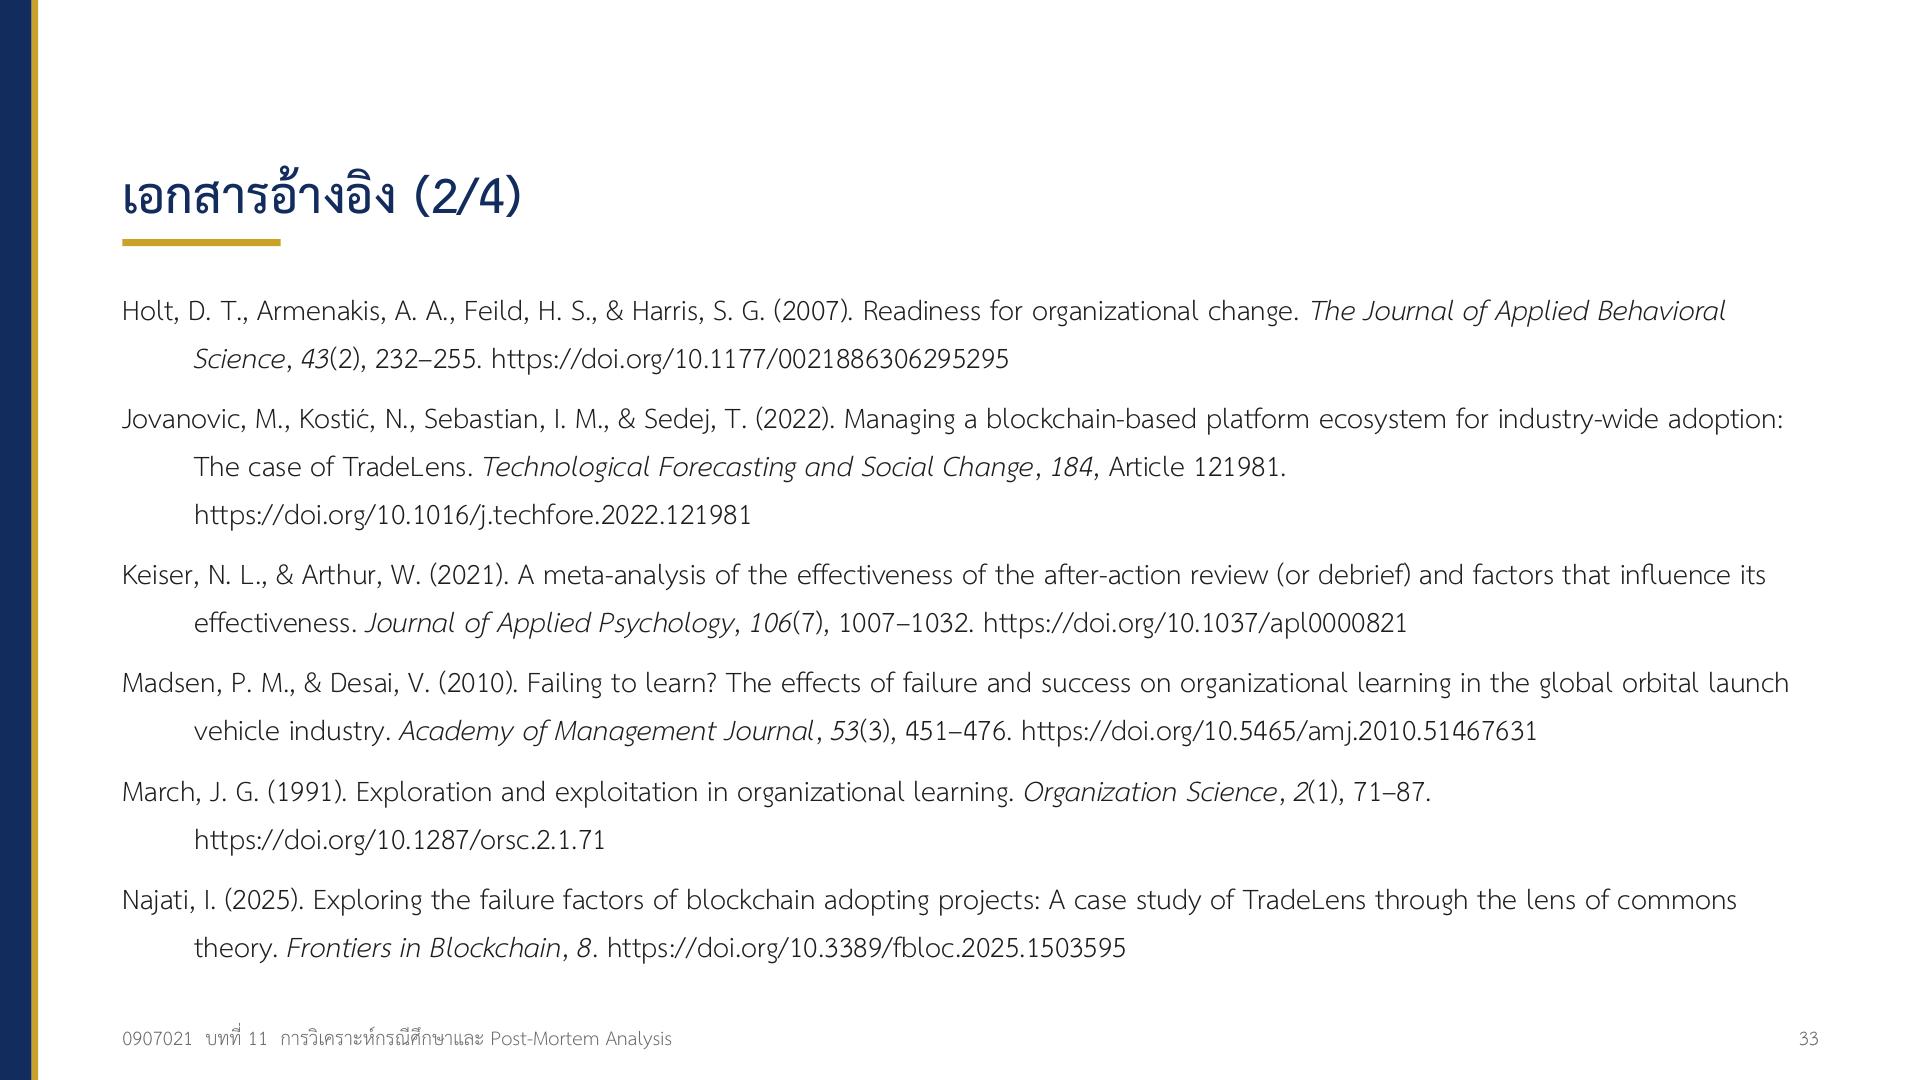 เอกสารอ้างอิง (2/4)
Holt, D. T., Armenakis, A. A., Feild, H. S., & Harris, S. G. (2007). Readiness for organizational change. The Journal of Applied Behavioral
Science, 43(2), 232–255. https://doi.org/10.1177/0021886306295295
Jovanovic, M., Kostić, N., Sebastian, I. M., & Sedej, T. (2022). Managing a blockchain-based platform ecosystem for industry-wide adoption:
The case of TradeLens. Technological Forecasting and Social Change, 184, Article 121981.
https://doi.org/10.1016/j.techfore.2022.121981
Keiser, N. L., & Arthur, W. (2021). A meta-analysis of the effectiveness of the after-action review (or debrief) and factors that influence its
effectiveness. Journal of Applied Psychology, 106(7), 1007–1032. https://doi.org/10.1037/apl0000821
Madsen, P. M., & Desai, V. (2010). Failing to learn? The effects of failure and success on organizational learning in the global orbital launch
vehicle industry. Academy of Management Journal, 53(3), 451–476. https://doi.org/10.5465/amj.2010.51467631
March, J. G. (1991). Exploration and exploitation in organizational learning. Organization Science, 2(1), 71–87.
https://doi.org/10.1287/orsc.2.1.71
Najati, I. (2025). Exploring the failure factors of blockchain adopting projects: A case study of TradeLens through the lens of commons
theory. Frontiers in Blockchain, 8. https://doi.org/10.3389/fbloc.2025.1503595
0907021 บทที่ 11 การวิเคราะห์กรณีศึกษาและ Post-Mortem Analysis
33